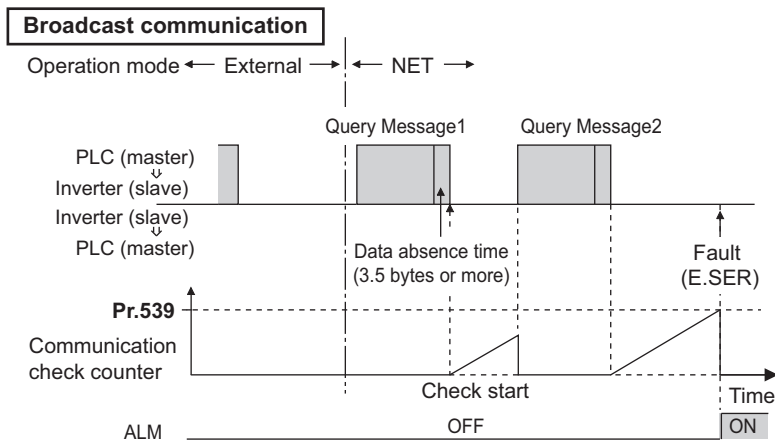 Broadcast communication
Operation mode External NET
Query Message1 Query Message2
PLC (master)
Inverter (slave)
Inverter (slave)
PLC (master)
Data absence time
(3.5 bytes or more)
Fault
(E.SER)
Pr.539
Communication
check counter
Check start
Time
ALM OFF ON